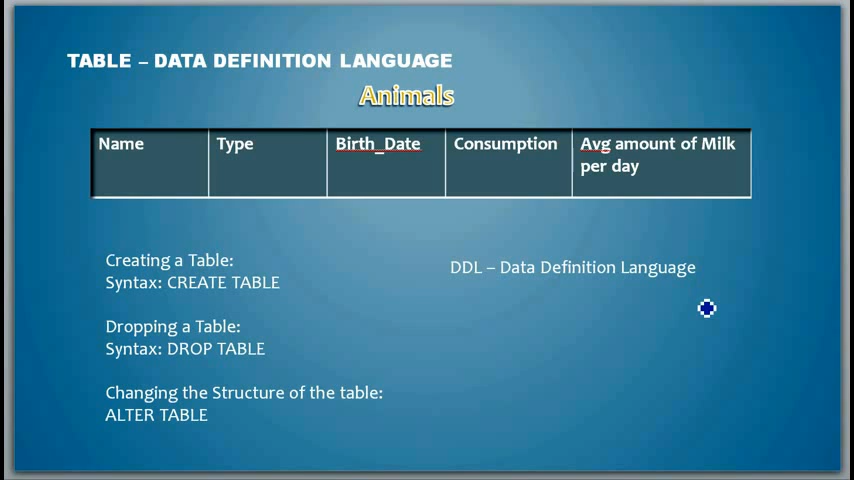 TABLE – DATA DEFINITION LANGUAGE
Animals
Name Type Birth_Date Consumption Avg amount of Milk
per day
Creating a Table:
Syntax: CREATE TABLE
DDL – Data Definition Language
Dropping a Table:
Syntax: DROP TABLE
Changing the Structure of the table:
ALTER TABLE